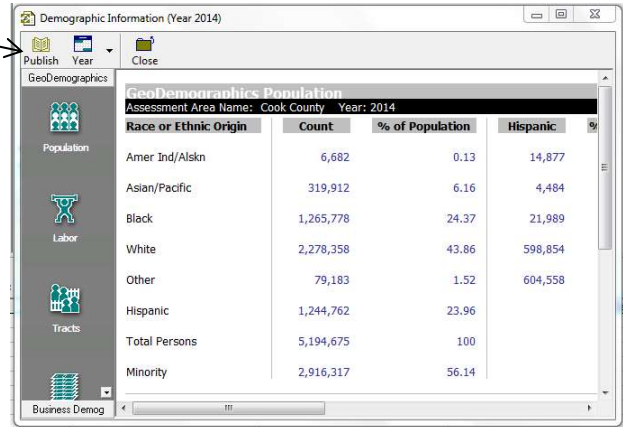 Demographic Information (Year 2014)
Publish Year Close
GeoDemographics
Population
Labor
Tracts
Business Demog
GeoDemographics Population
Assessment Area Name: Cook County Year: 2014
Race or Ethnic Origin Count % of Population Hispanic %
Amer Ind/Alskn 6,682 0.13 14,877
Asian/Pacific 319,912 6.16 4,484
Black 1,265,778 24.37 21,989
White 2,278,358 43.86 598,854
Other 79,183 1.52 604,558
Hispanic 1,244,762 23.96
Total Persons 5,194,675 100
Minority 2,916,317 56.14